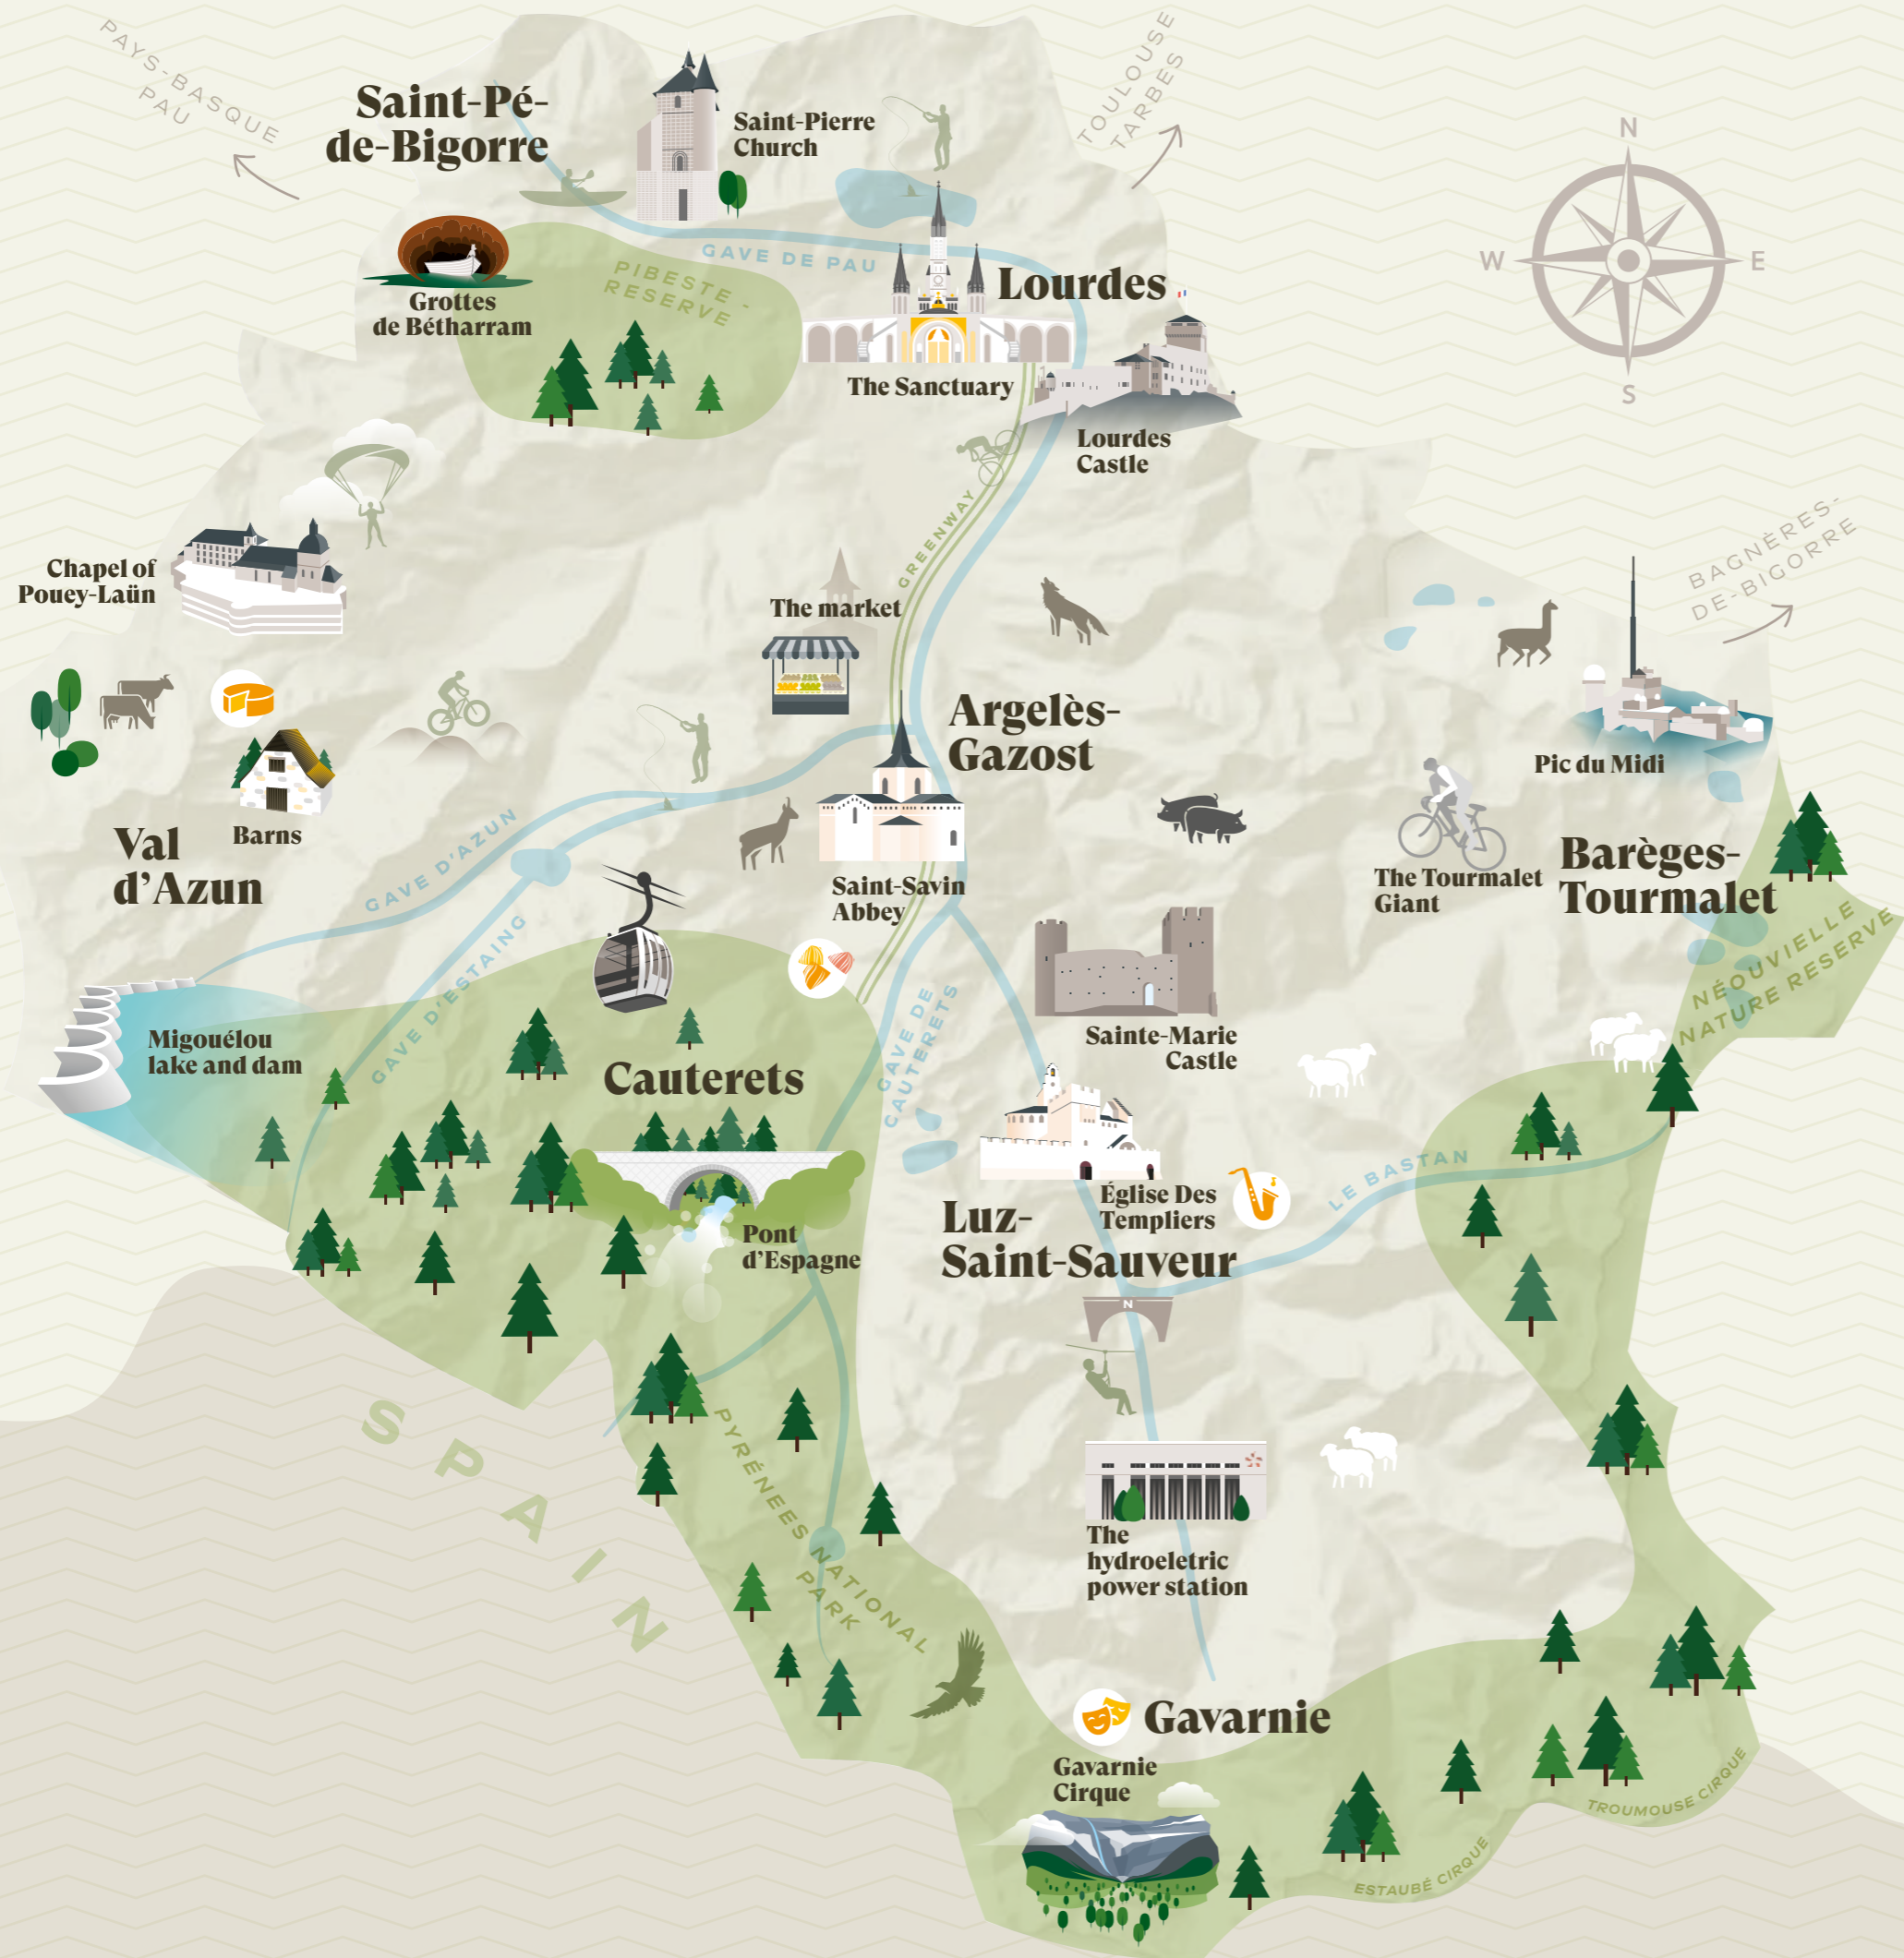 PAYS-BASQUE
PAU
TOULOUSE
TARBES
Saint-Pé-
de-Bigorre
Saint-Pierre
Church
N
W
E
S
GAVE DE PAU
PIBESTE -
RESERVE
Lourdes
Grottes
de Bétharram
The Sanctuary
Lourdes
Castle
GREENWAY
BAGNÈRES-
DE-BIGORRE
Chapel of
Pouey-Laün
The market
Argelès-
Gazost
Pic du Midi
Barns
Val
d'Azun
GAVE D'AZUN
Saint-Savin
Abbey
The Tourmalet
Giant
Barèges-
Tourmalet
NÉOUVIELLE
NATURE RESERVE
GAVE D'ESTAING
Migouélou
lake and dam
GAVE DE
CAUTERETS
Sainte-Marie
Castle
Cauterets
Pont
d'Espagne
Église Des
Templiers
LE BASTAN
Luz-
Saint-Sauveur
N
SPAIN
PYRÉNEES NATIONAL
PARK
The
hydroeletric
power station
Gavarnie
Gavarnie
Cirque
TROUMOUSE CIRQUE
ESTAUBÉ CIRQUE